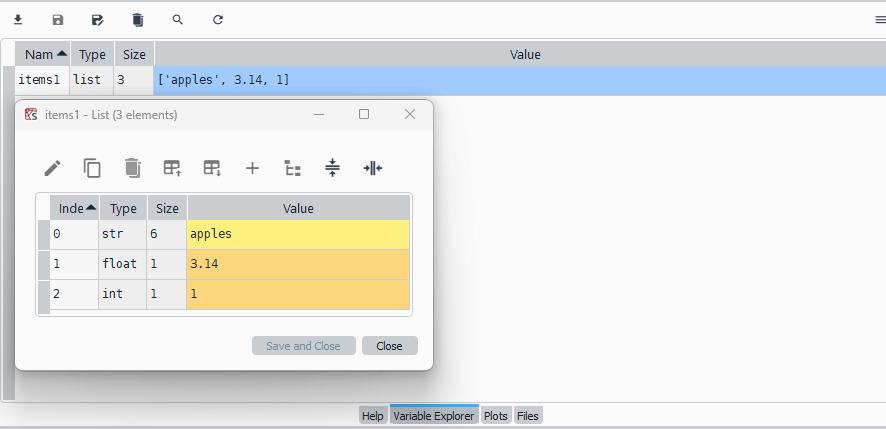 Nam Type Size Value
items1 list 3 ['apples', 3.14, 1]
items1 - List (3 elements)
Inde Type Size Value
0 str 6 apples
1 float 1 3.14
2 int 1 1
Save and Close Close
Help Variable Explorer Plots Files